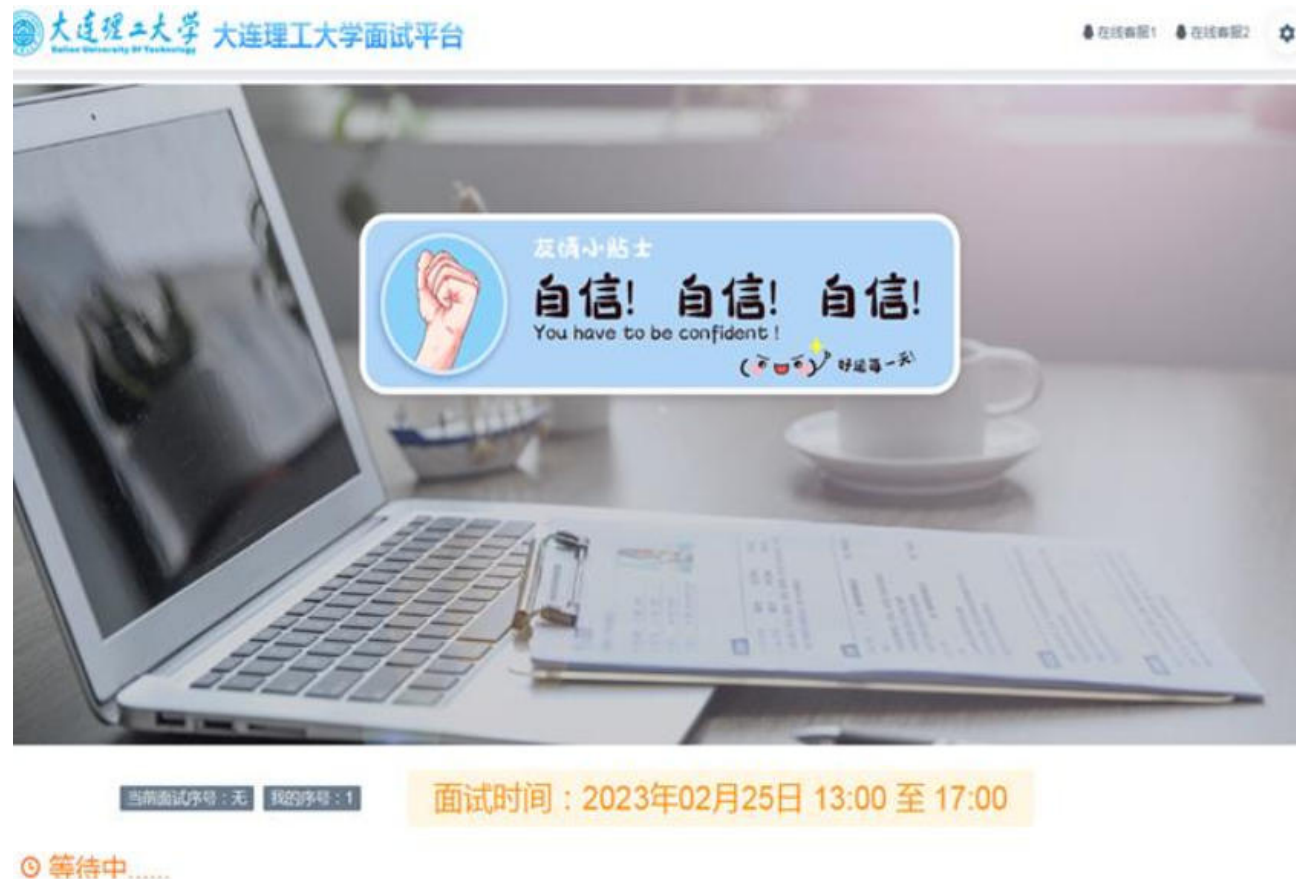 大连理工大学 大连理工大学面试平台
Dalian University Of Technology
在线客服1 在线客服2
友情小贴士
自信! 自信! 自信!
You have to be confident !
好运每一天!
当前面试序号：无 我的序号：1
面试时间：2023年02月25日 13:00 至 17:00
等待中......